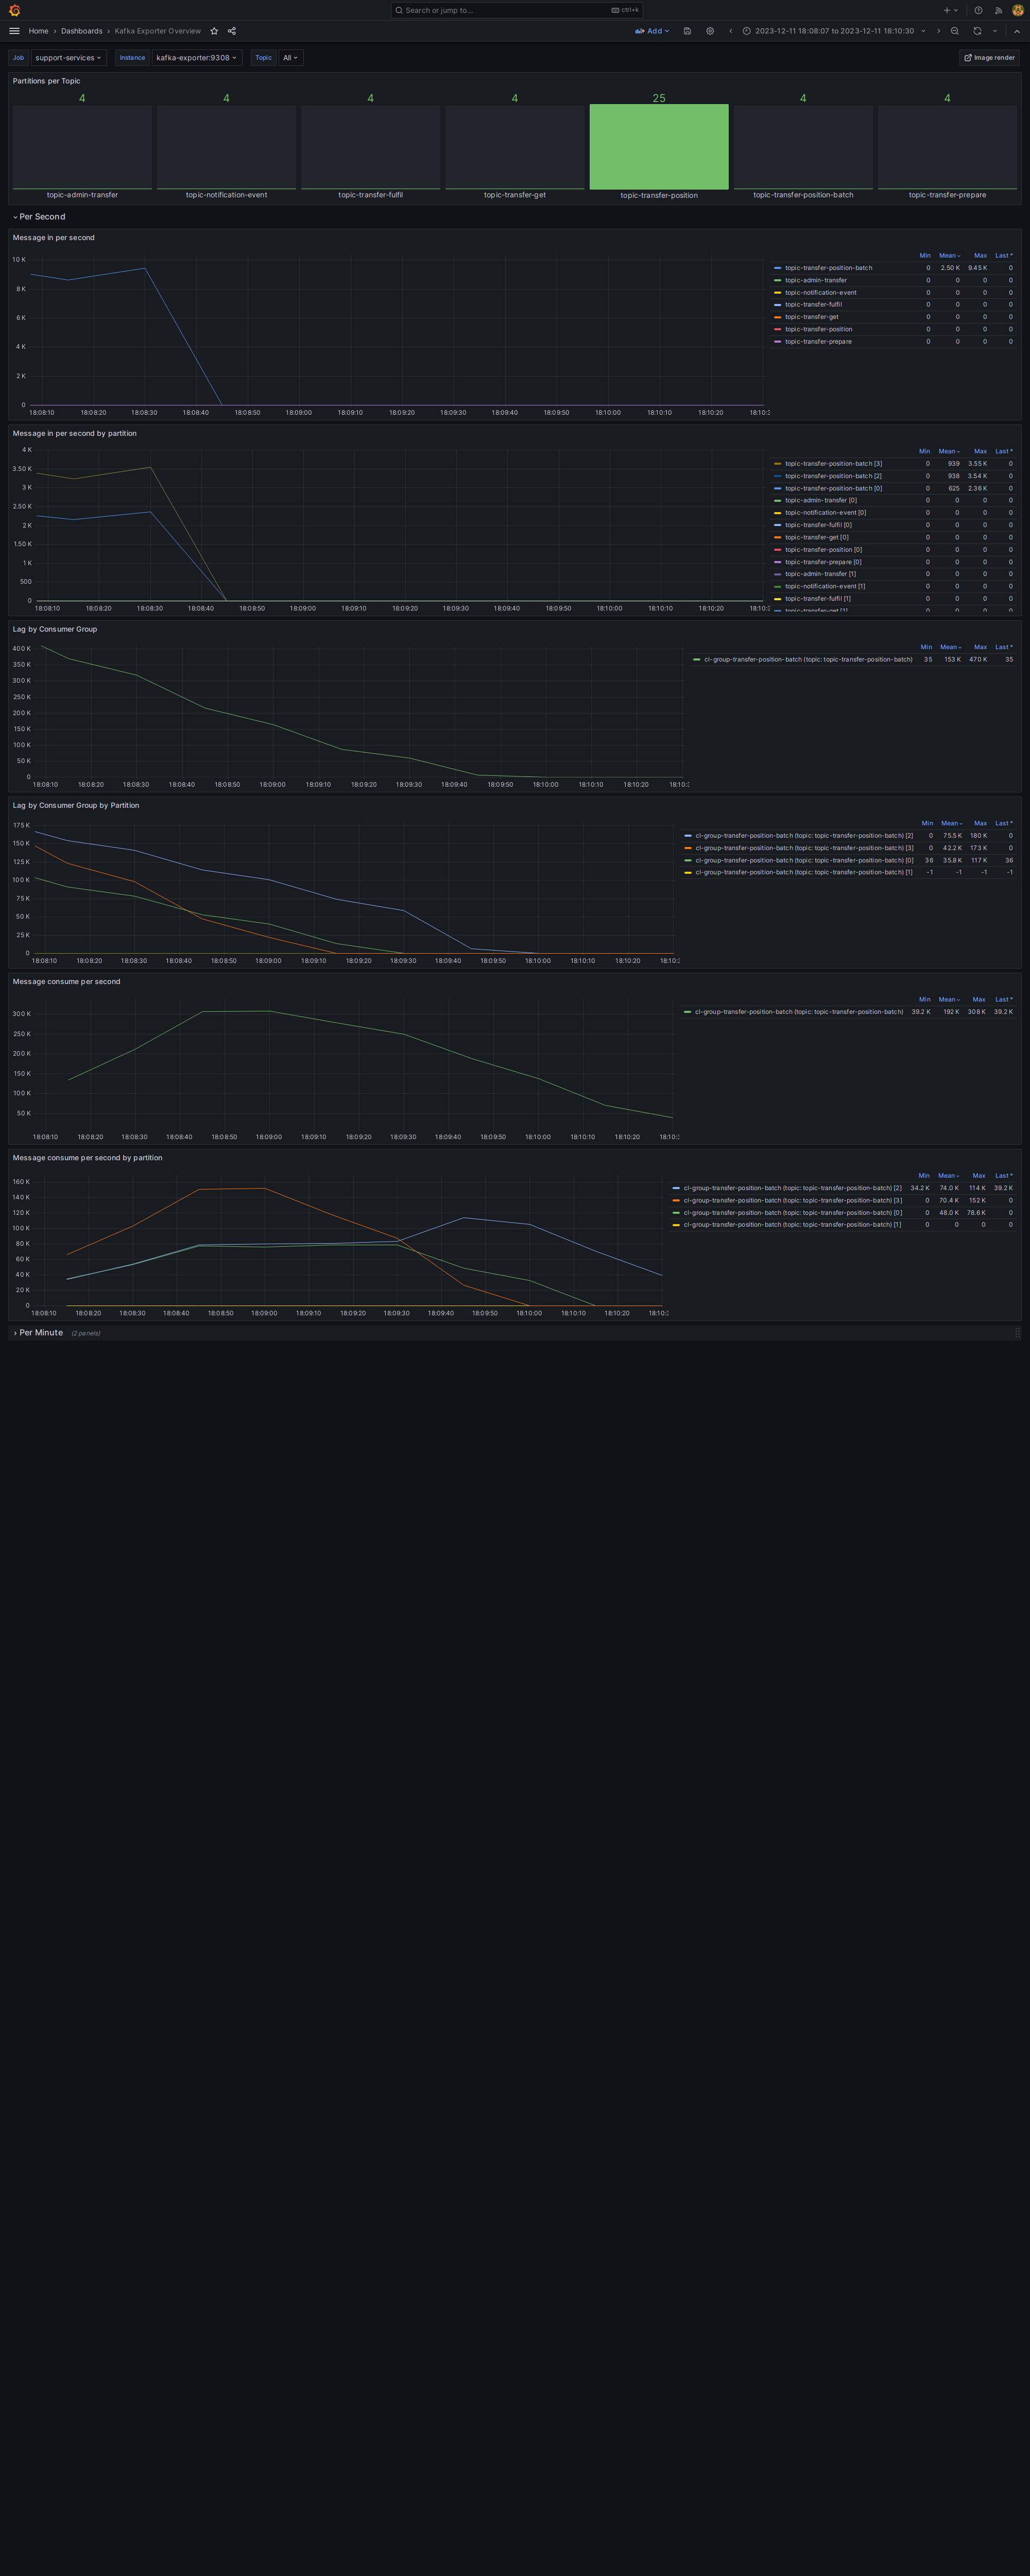 Search or jump to... ctrl+k
Home › Dashboards › Kafka Exporter Overview Add 2023-12-11 18:08:07 to 2023-12-11 18:10:30
Job support-services Instance kafka-exporter:9308 Topic All Image render
Partitions per Topic
4 4 4 4 25 4 4
topic-admin-transfer topic-notification-event topic-transfer-fulfil topic-transfer-get topic-transfer-position topic-transfer-position-batch topic-transfer-prepare
Per Second
Message in per second
Min Mean Max Last *
topic-transfer-position-batch 0 2.50 K 9.45 K 0
topic-admin-transfer 0 0 0 0
topic-notification-event 0 0 0 0
topic-transfer-fulfil 0 0 0 0
topic-transfer-get 0 0 0 0
topic-transfer-position 0 0 0 0
topic-transfer-prepare 0 0 0 0
10 K
8 K
6 K
4 K
2 K
0
18:08:10 18:08:20 18:08:30 18:08:40 18:08:50 18:09:00 18:09:10 18:09:20 18:09:30 18:09:40 18:09:50 18:10:00 18:10:10 18:10:20 18:10:3
Message in per second by partition
Min Mean Max Last *
topic-transfer-position-batch [3] 0 939 3.55 K 0
topic-transfer-position-batch [2] 0 938 3.54 K 0
topic-transfer-position-batch [0] 0 625 2.36 K 0
topic-admin-transfer [0] 0 0 0 0
topic-notification-event [0] 0 0 0 0
topic-transfer-fulfil [0] 0 0 0 0
topic-transfer-get [0] 0 0 0 0
topic-transfer-position [0] 0 0 0 0
topic-transfer-prepare [0] 0 0 0 0
topic-admin-transfer [1] 0 0 0 0
topic-notification-event [1] 0 0 0 0
topic-transfer-fulfil [1] 0 0 0 0
topic-transfer-get [1] 0 0 0 0
4 K
3.50 K
3 K
2.50 K
2 K
1.50 K
1 K
500
0
18:08:10 18:08:20 18:08:30 18:08:40 18:08:50 18:09:00 18:09:10 18:09:20 18:09:30 18:09:40 18:09:50 18:10:00 18:10:10 18:10:20 18:10:3
Lag by Consumer Group
Min Mean Max Last *
cl-group-transfer-position-batch (topic: topic-transfer-position-batch) 35 153 K 470 K 35
400 K
350 K
300 K
250 K
200 K
150 K
100 K
50 K
0
18:08:10 18:08:20 18:08:30 18:08:40 18:08:50 18:09:00 18:09:10 18:09:20 18:09:30 18:09:40 18:09:50 18:10:00 18:10:10 18:10:20 18:10:3
Lag by Consumer Group by Partition
Min Mean Max Last *
cl-group-transfer-position-batch (topic: topic-transfer-position-batch) [2] 0 75.5 K 180 K 0
cl-group-transfer-position-batch (topic: topic-transfer-position-batch) [3] 0 42.2 K 173 K 0
cl-group-transfer-position-batch (topic: topic-transfer-position-batch) [0] 36 35.8 K 117 K 36
cl-group-transfer-position-batch (topic: topic-transfer-position-batch) [1] -1 -1 -1 -1
175 K
150 K
125 K
100 K
75 K
50 K
25 K
0
18:08:10 18:08:20 18:08:30 18:08:40 18:08:50 18:09:00 18:09:10 18:09:20 18:09:30 18:09:40 18:09:50 18:10:00 18:10:10 18:10:20 18:10:3
Message consume per second
Min Mean Max Last *
cl-group-transfer-position-batch (topic: topic-transfer-position-batch) 39.2 K 192 K 308 K 39.2 K
300 K
250 K
200 K
150 K
100 K
50 K
18:08:10 18:08:20 18:08:30 18:08:40 18:08:50 18:09:00 18:09:10 18:09:20 18:09:30 18:09:40 18:09:50 18:10:00 18:10:10 18:10:20 18:10:3
Message consume per second by partition
Min Mean Max Last *
cl-group-transfer-position-batch (topic: topic-transfer-position-batch) [2] 34.2 K 74.0 K 114 K 39.2 K
cl-group-transfer-position-batch (topic: topic-transfer-position-batch) [3] 0 70.4 K 152 K 0
cl-group-transfer-position-batch (topic: topic-transfer-position-batch) [0] 0 48.0 K 78.6 K 0
cl-group-transfer-position-batch (topic: topic-transfer-position-batch) [1] 0 0 0 0
160 K
140 K
120 K
100 K
80 K
60 K
40 K
20 K
0
18:08:10 18:08:20 18:08:30 18:08:40 18:08:50 18:09:00 18:09:10 18:09:20 18:09:30 18:09:40 18:09:50 18:10:00 18:10:10 18:10:20 18:10:3
Per Minute (2 panels)